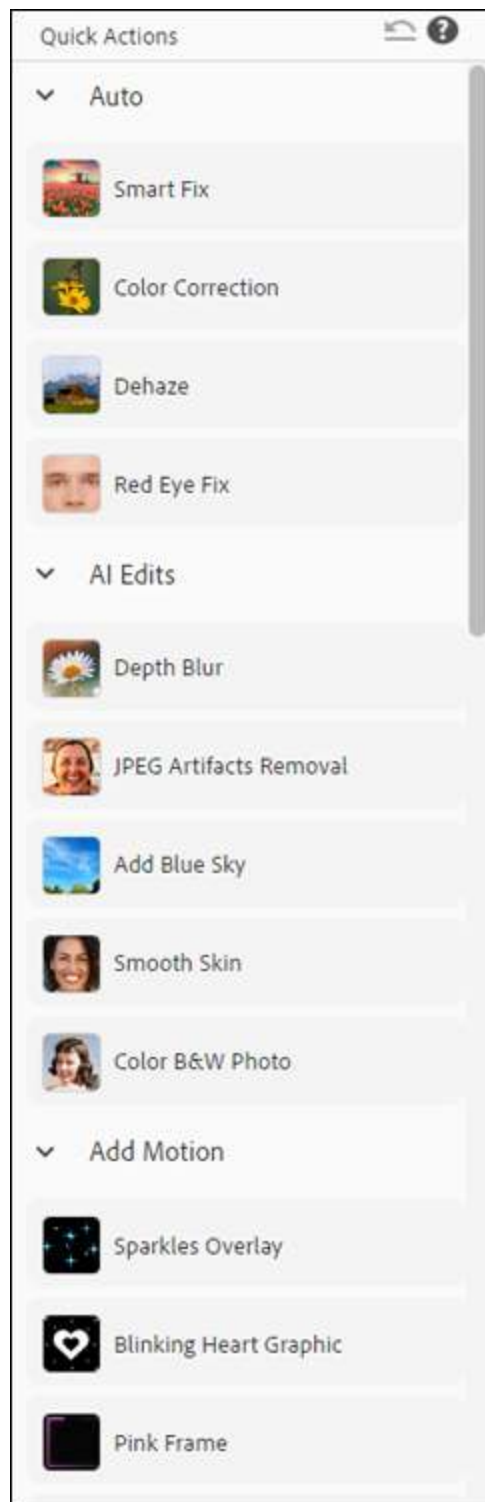 Quick Actions
?
Auto
Smart Fix
Color Correction
Dehaze
Red Eye Fix
AI Edits
Depth Blur
JPEG Artifacts Removal
Add Blue Sky
Smooth Skin
Color B&W Photo
Add Motion
Sparkles Overlay
Blinking Heart Graphic
Pink Frame